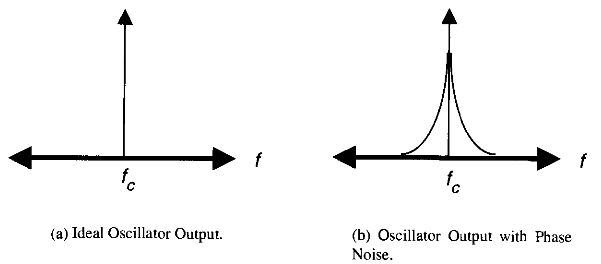 f
f_c
(a) Ideal Oscillator Output.
f
f_c
(b) Oscillator Output with Phase
Noise.